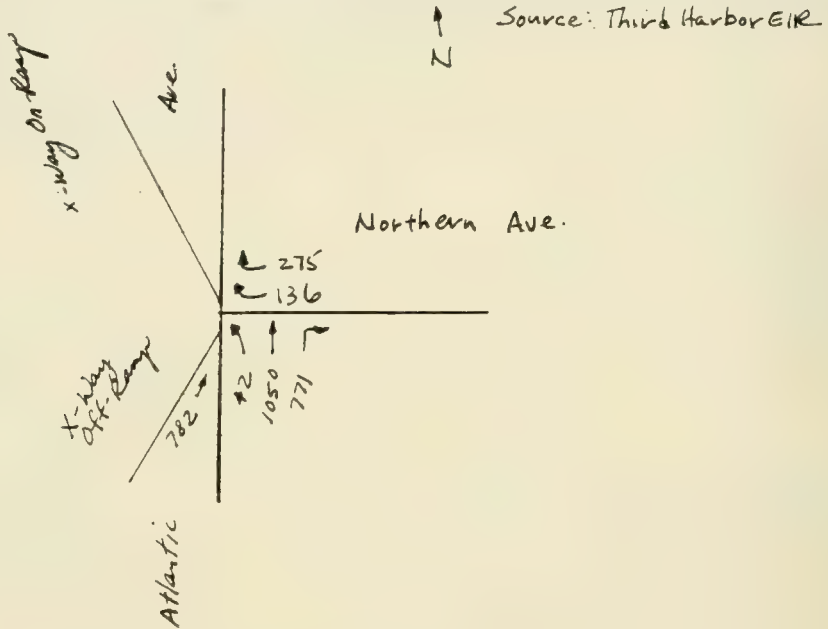 Source: Third Harbor EIR
N
X-Way On-Ramp
Ave.
Northern Ave.
275
136
X-Way
Off-Ramp
782
2
1050
771
Atlantic